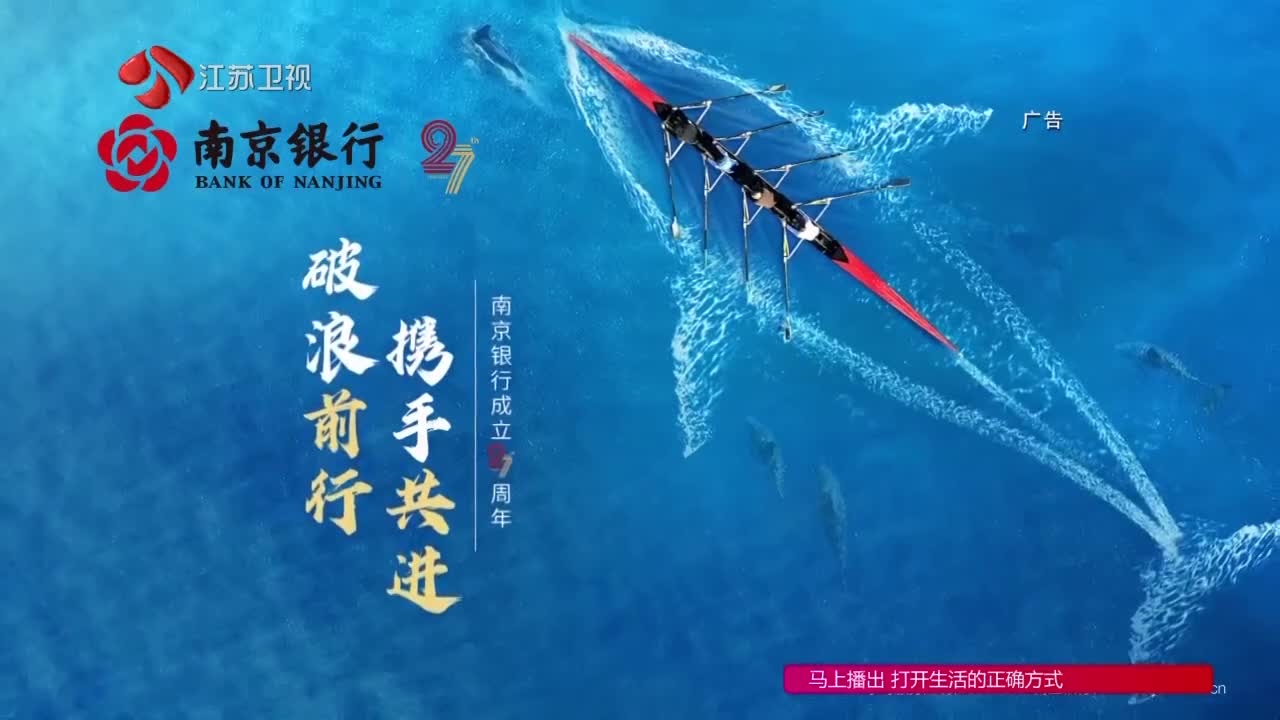 江苏卫视
广告
南京银行
BANK OF NANJING
27th
破浪前行
携手共进
南京银行成立27周年
马上播出 打开生活的正确方式
cn